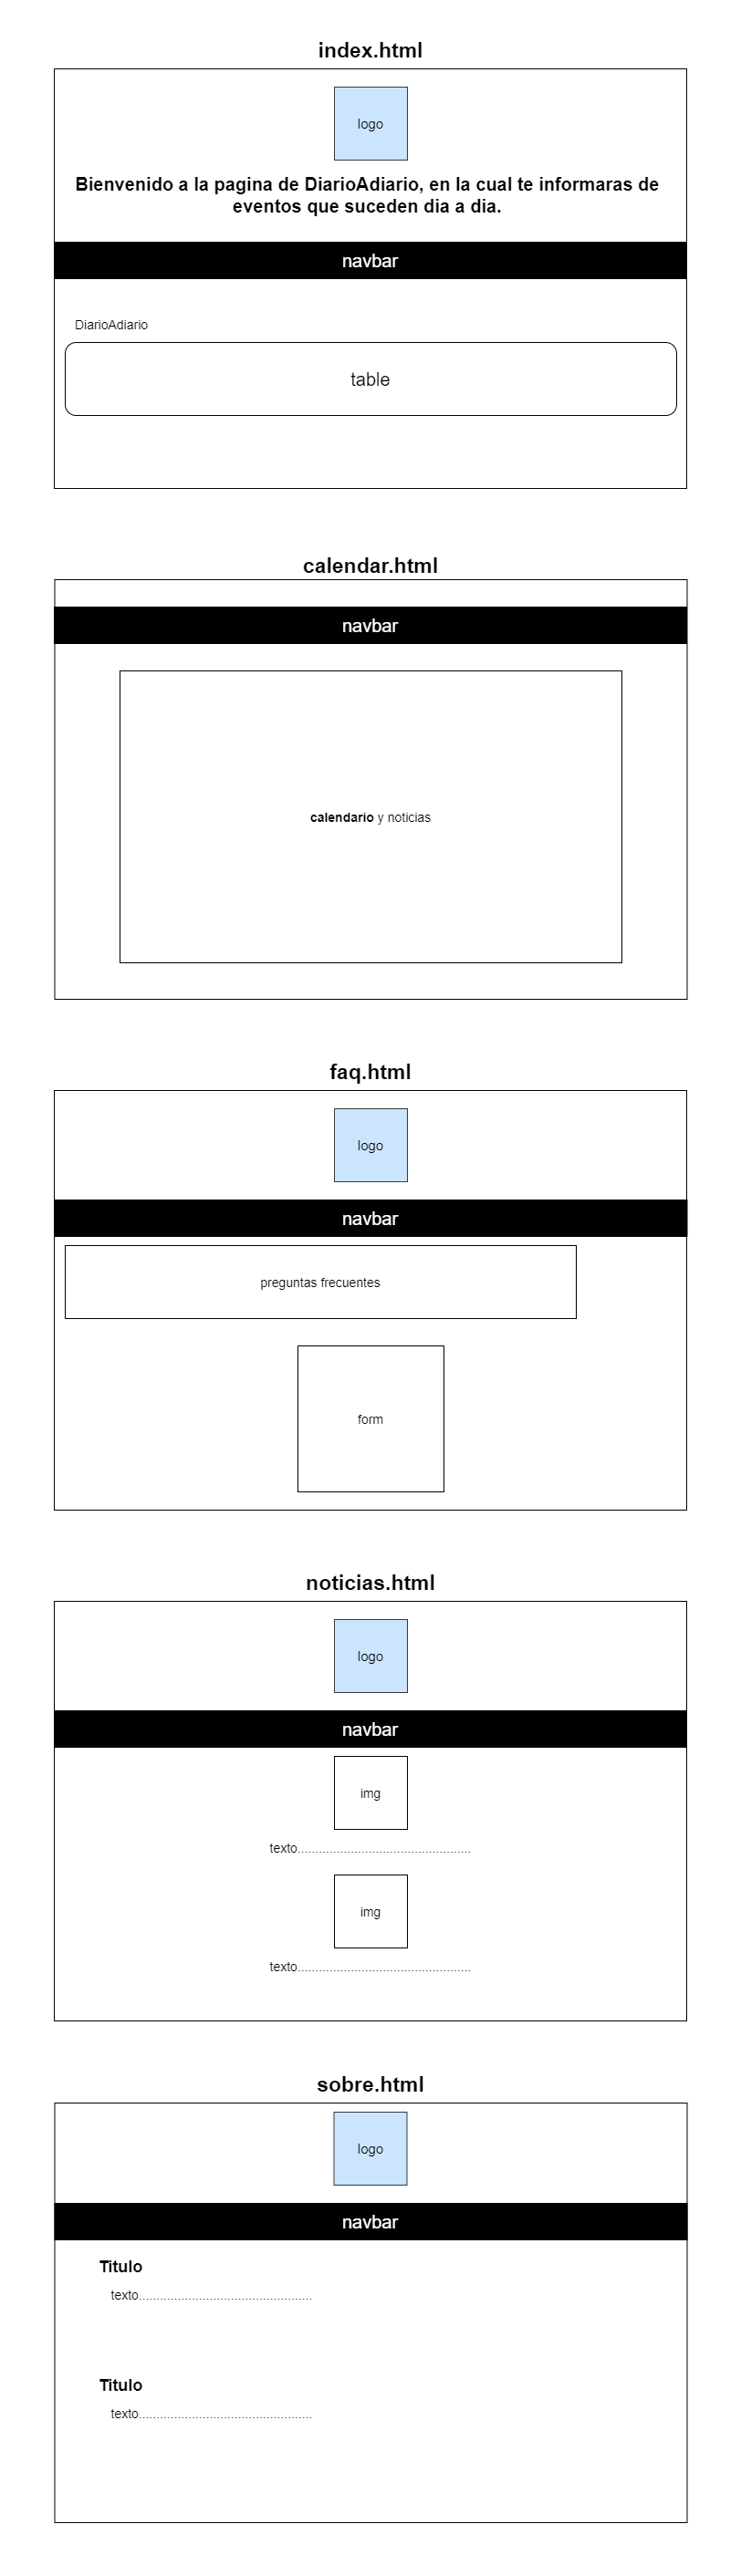 index.html
logo
Bienvenido a la pagina de DiarioAdiario, en la cual te informaras de
eventos que suceden dia a dia.
navbar
DiarioAdiario
table
calendar.html
navbar
calendario y noticias
faq.html
logo
navbar
preguntas frecuentes
form
noticias.html
logo
navbar
img
texto.................................................
img
texto.................................................
sobre.html
logo
navbar
Titulo
texto.................................................
Titulo
texto.................................................